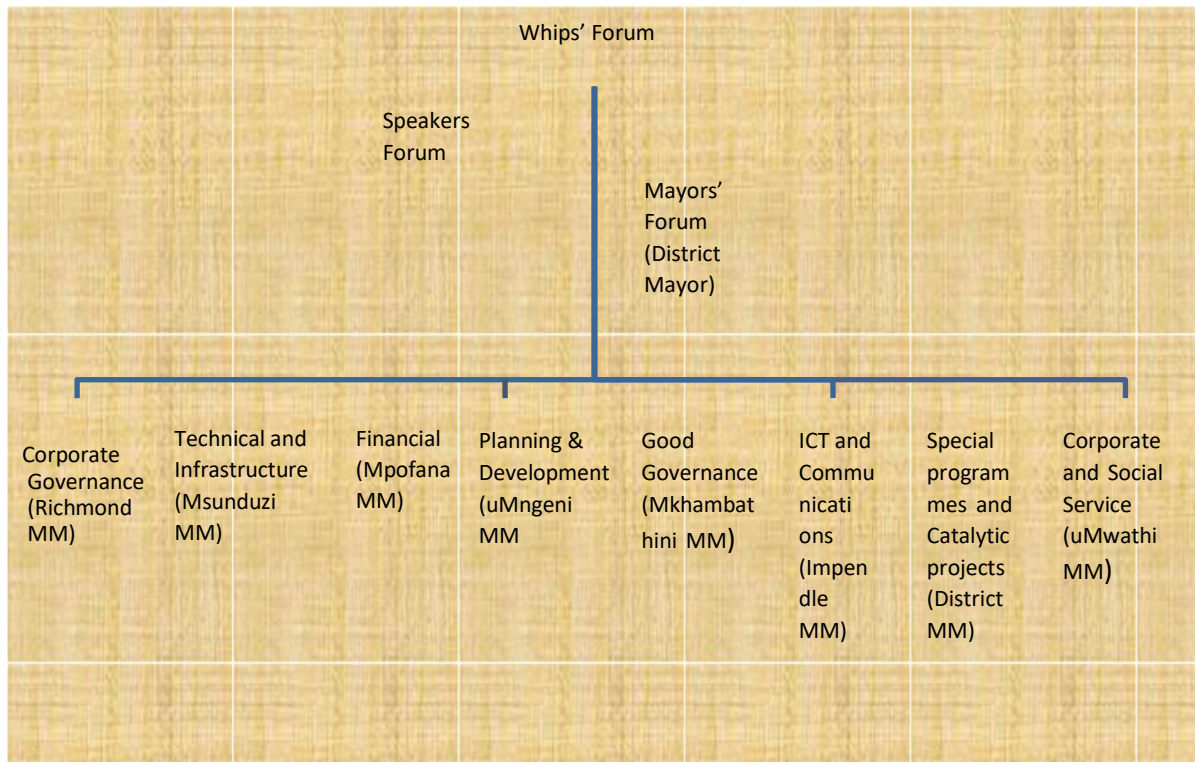 Whips’ Forum
Speakers
Forum
Mayors’
Forum
(District
Mayor)
Corporate
Governance
(Richmond
MM)
Technical and
Infrastructure
(Msunduzi
MM)
Financial
(Mpofana
MM)
Planning &
Development
(uMngeni
MM
Good
Governance
(Mkhambat
hini MM)
ICT and
Commu
nicati
ons
(Impen
dle
MM)
Special
program
mes and
Catalytic
projects
(District
MM)
Corporate
and Social
Service
(uMwathi
MM)